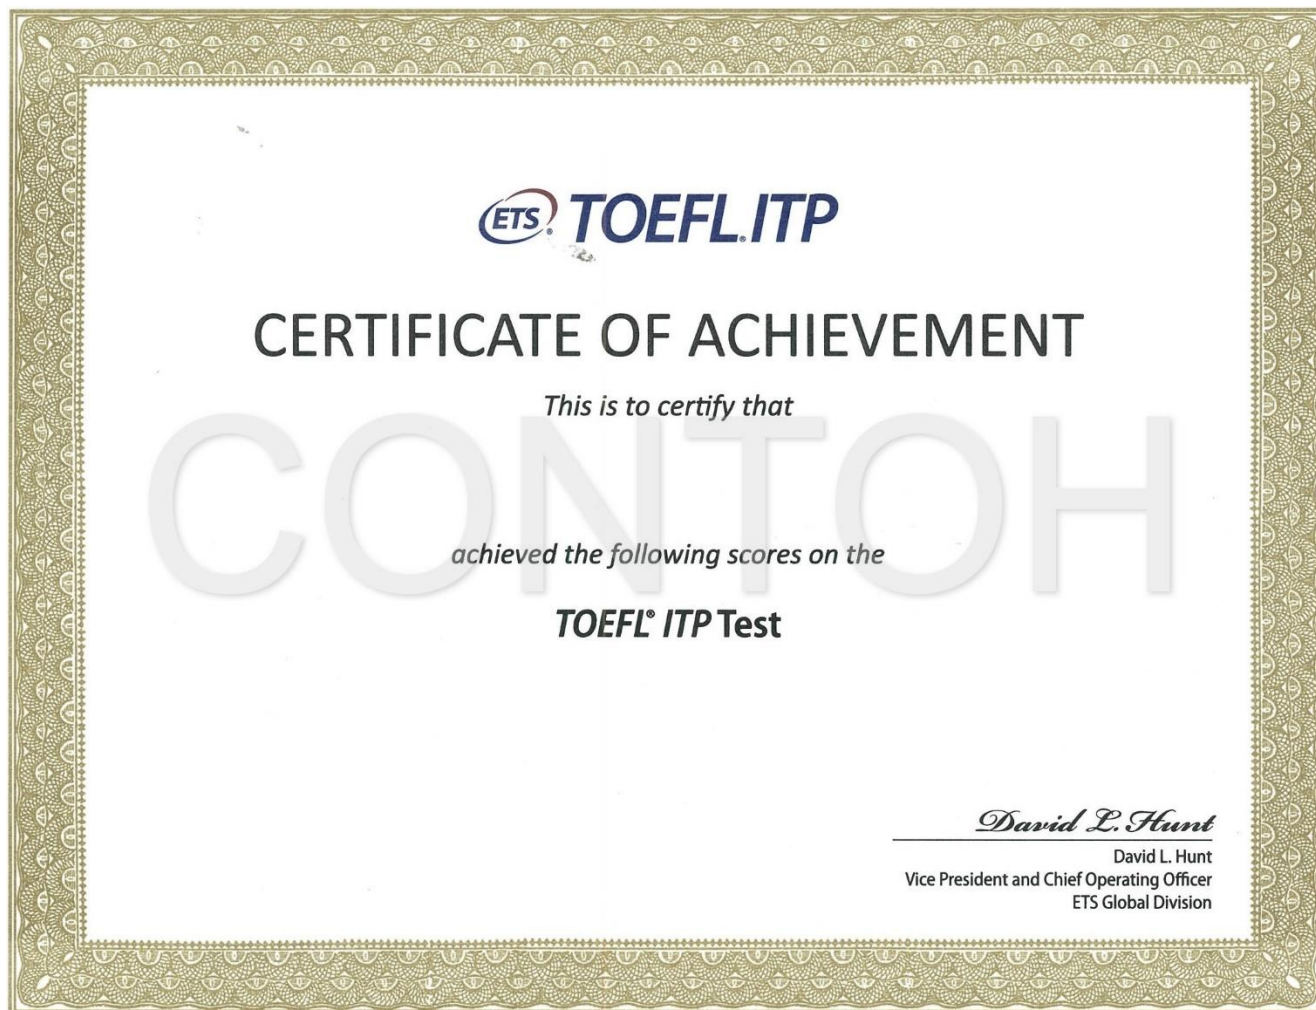 ETS® TOEFL® ITP
CERTIFICATE OF ACHIEVEMENT
This is to certify that
CONTOH
achieved the following scores on the
TOEFL® ITP Test
David L. Hunt
David L. Hunt
Vice President and Chief Operating Officer
ETS Global Division